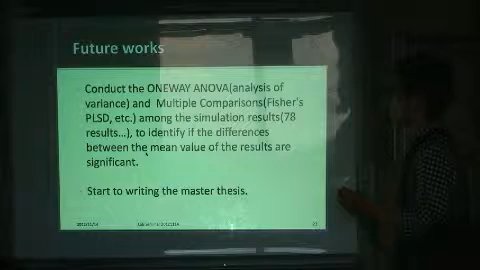 Future works
Conduct the ONEWAY ANOVA(analysis of
variance) and Multiple Comparisons(Fisher's
PLSD, etc.) among the simulation results(78
results...), to identify if the differences
between the mean value of the results are
significant.
Start to writing the master thesis.